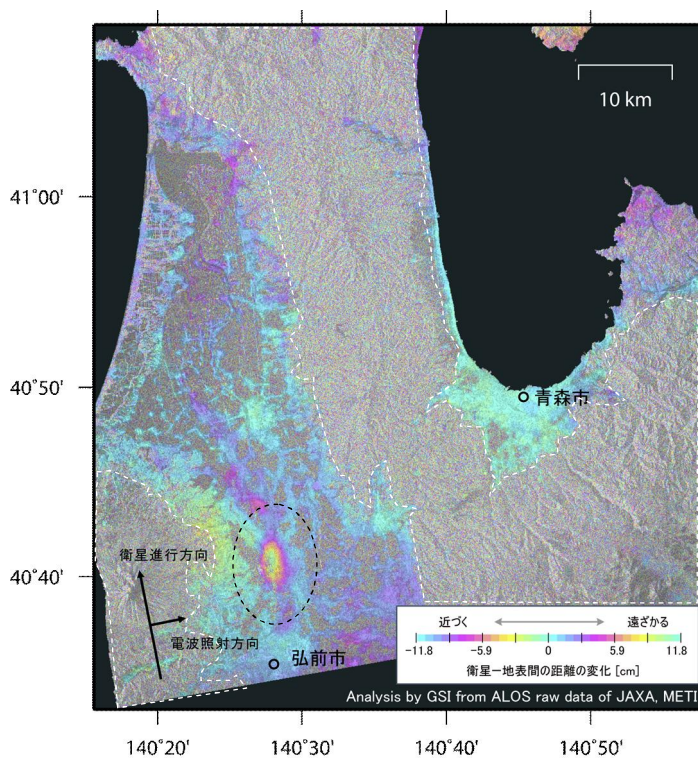 10 km
41°00'
40°50'
青森市
衛星進行方向
40°40'
電波照射方向
弘前市
近づく 遠ざかる
-11.8 -5.9 0 5.9 11.8
衛星ー地表間の距離の変化 [cm]
Analysis by GSI from ALOS raw data of JAXA, METI
140°20' 140°30' 140°40' 140°50'